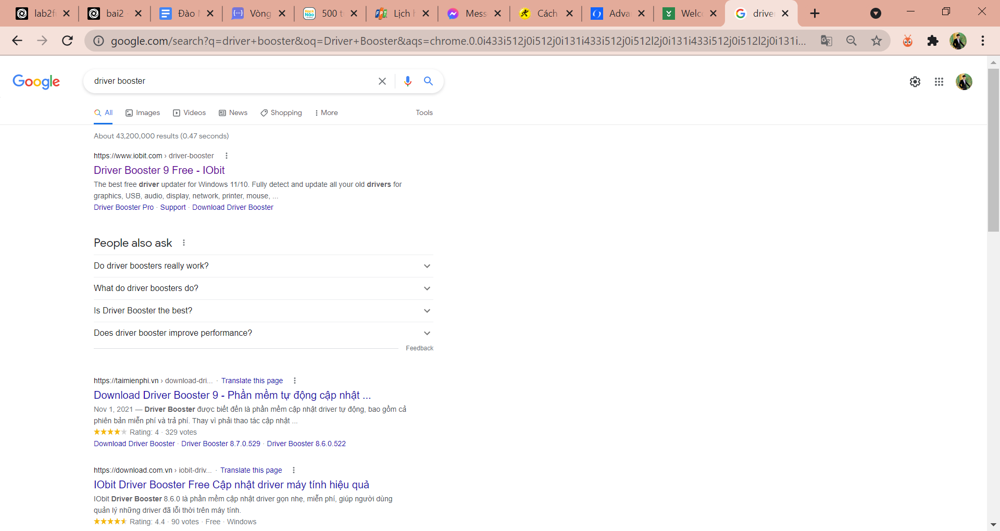 lab2fu
bai2
Đào
Vòng
500 t
Lịch
Mess
Cách
Adva
Welc
drive
google.com/search?q=driver+booster&oq=Driver+Booster&aqs=chrome.0.0i433i512j0i512j0i131i433i512j0i512l2j0i131i433i512j0i512l2j0i131i...
Google
driver booster
All Images Videos News Shopping More Tools
About 43,200,000 results (0.47 seconds)
https://www.iobit.com › driver-booster
Driver Booster 9 Free - IObit
The best free driver updater for Windows 11/10. Fully detect and update all your old drivers for
graphics, USB, audio, display, network, printer, mouse, ...
Driver Booster Pro · Support · Download Driver Booster
People also ask
Do driver boosters really work?
What do driver boosters do?
Is Driver Booster the best?
Does driver booster improve performance?
Feedback
https://taimienphi.vn › download-dri... · Translate this page
Download Driver Booster 9 - Phần mềm tự động cập nhật ...
Nov 1, 2021 — Driver Booster được biết đến là phần mềm cập nhật driver tự động, bao gồm cả
phiên bản miễn phí và trả phí. Thay vì phải thao tác cập nhật ...
Rating: 4 · 329 votes
Download Driver Booster · Driver Booster 8.7.0.529 · Driver Booster 8.6.0.522
https://download.com.vn › iobit-driv... · Translate this page
IObit Driver Booster Free Cập nhật driver máy tính hiệu quả
IObit Driver Booster 8.6.0 là phần mềm cập nhật driver gọn nhẹ, miễn phí, giúp người dùng
quản lý những driver đã lỗi thời trên máy tính.
Rating: 4.4 · 90 votes · Free · Windows